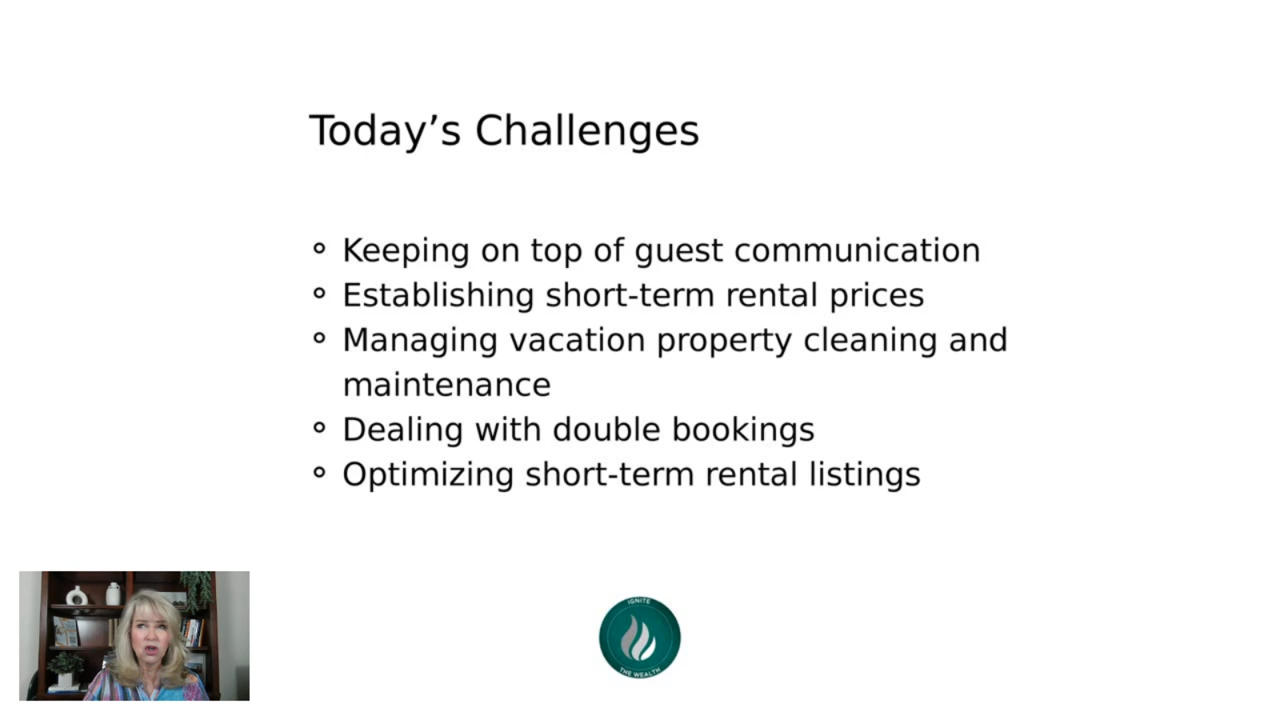 Today’s Challenges
Keeping on top of guest communication
Establishing short-term rental prices
Managing vacation property cleaning and
maintenance
Dealing with double bookings
Optimizing short-term rental listings
IGNITE
THE WEALTH